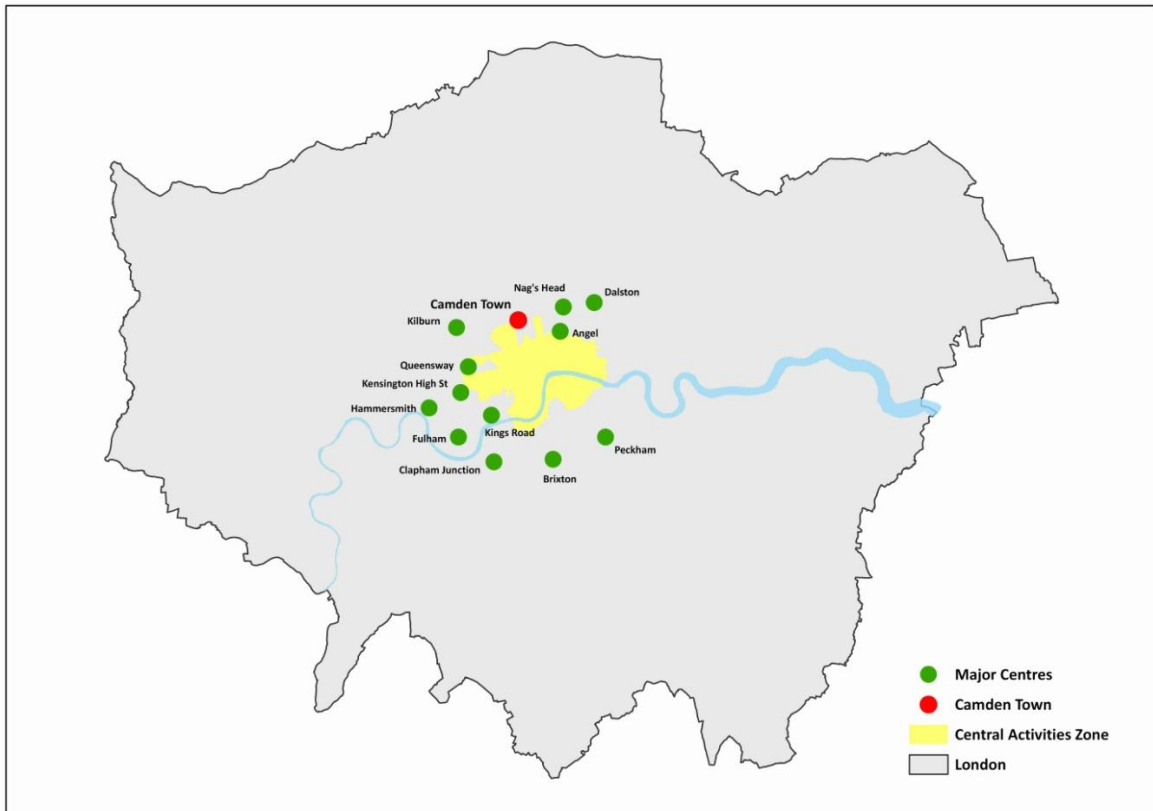 Nag's Head
Dalston
Camden Town
Kilburn
Angel
Queensway
Kensington High St
Hammersmith
Kings Road
Fulham
Peckham
Clapham Junction
Brixton
Major Centres
Camden Town
Central Activities Zone
London